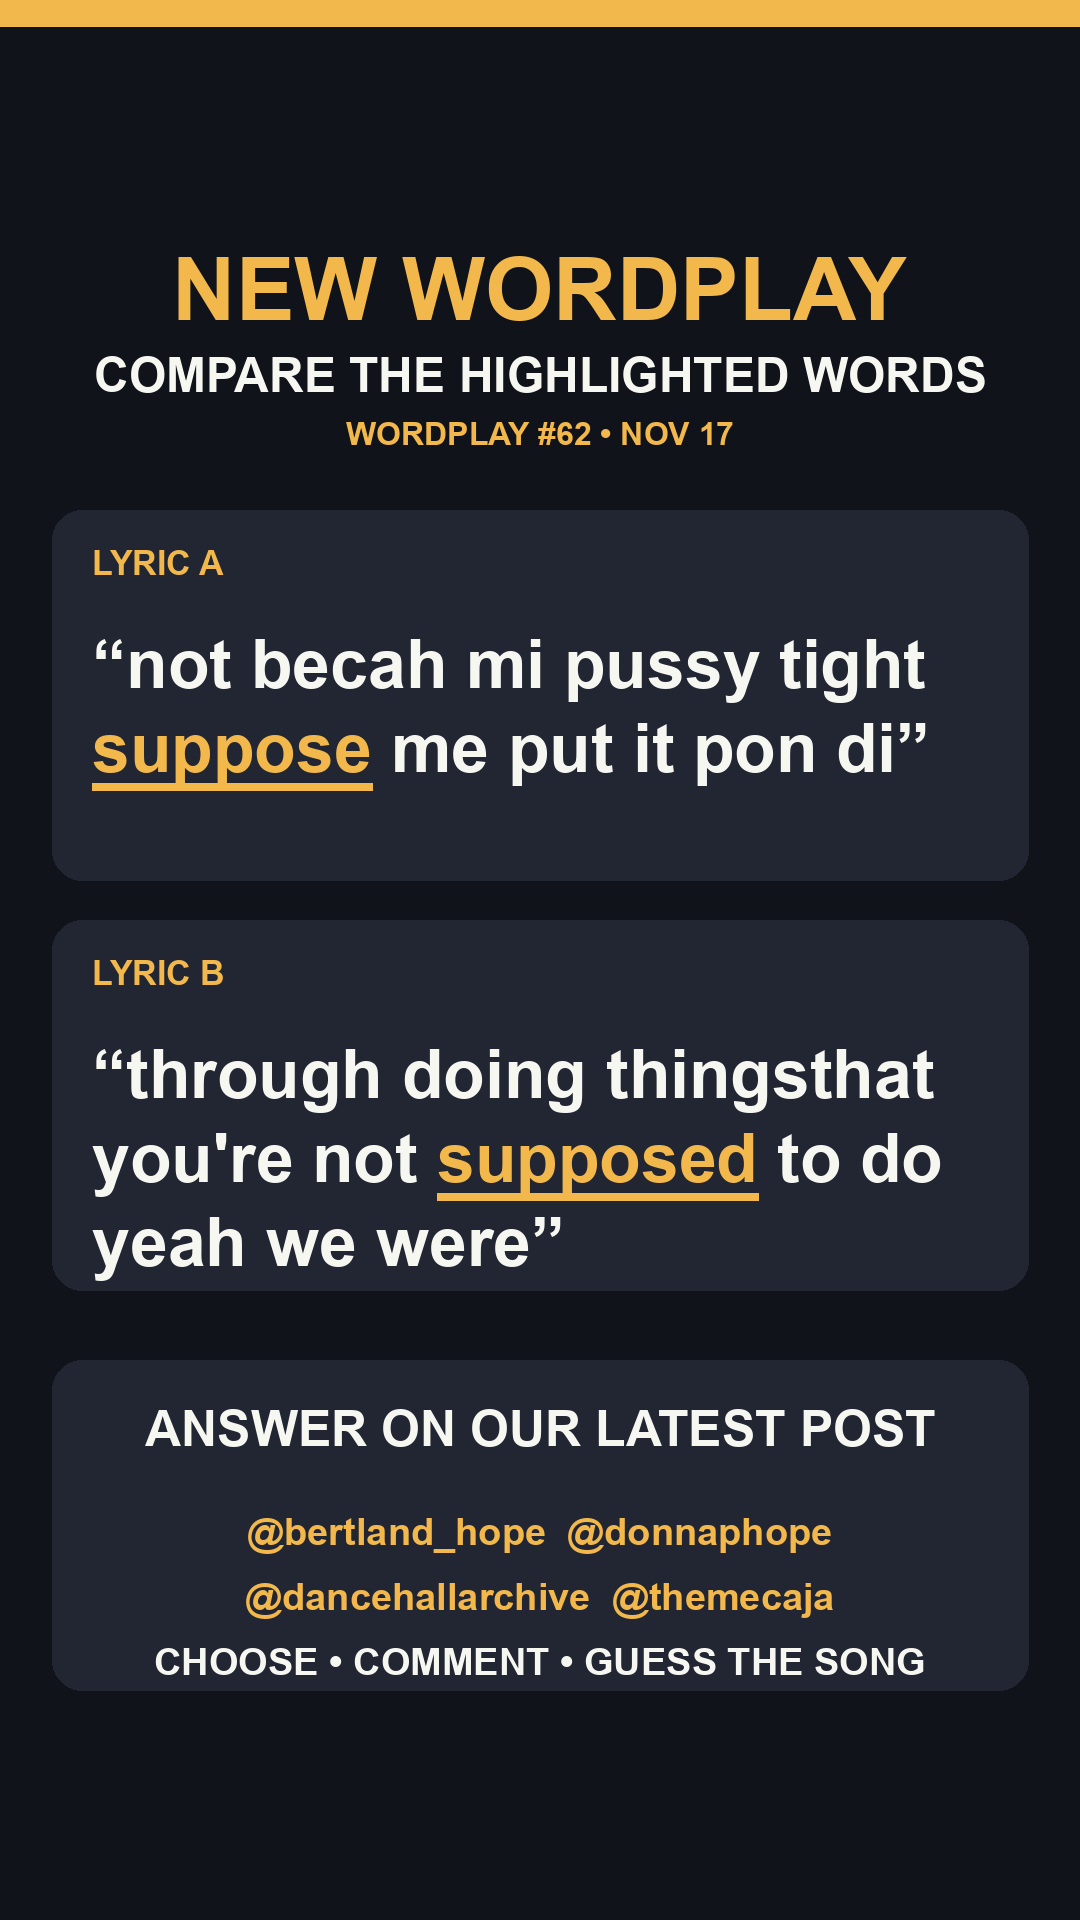 NEW WORDPLAY
COMPARE THE HIGHLIGHTED WORDS
WORDPLAY #62 • NOV 17
LYRIC A
“not becah mi pussy tight
suppose me put it pon di”
LYRIC B
“through doing thingsthat
you're not supposed to do
yeah we were”
ANSWER ON OUR LATEST POST
@bertland_hope @donnaphope
@dancehallarchive @themecaja
CHOOSE • COMMENT • GUESS THE SONG